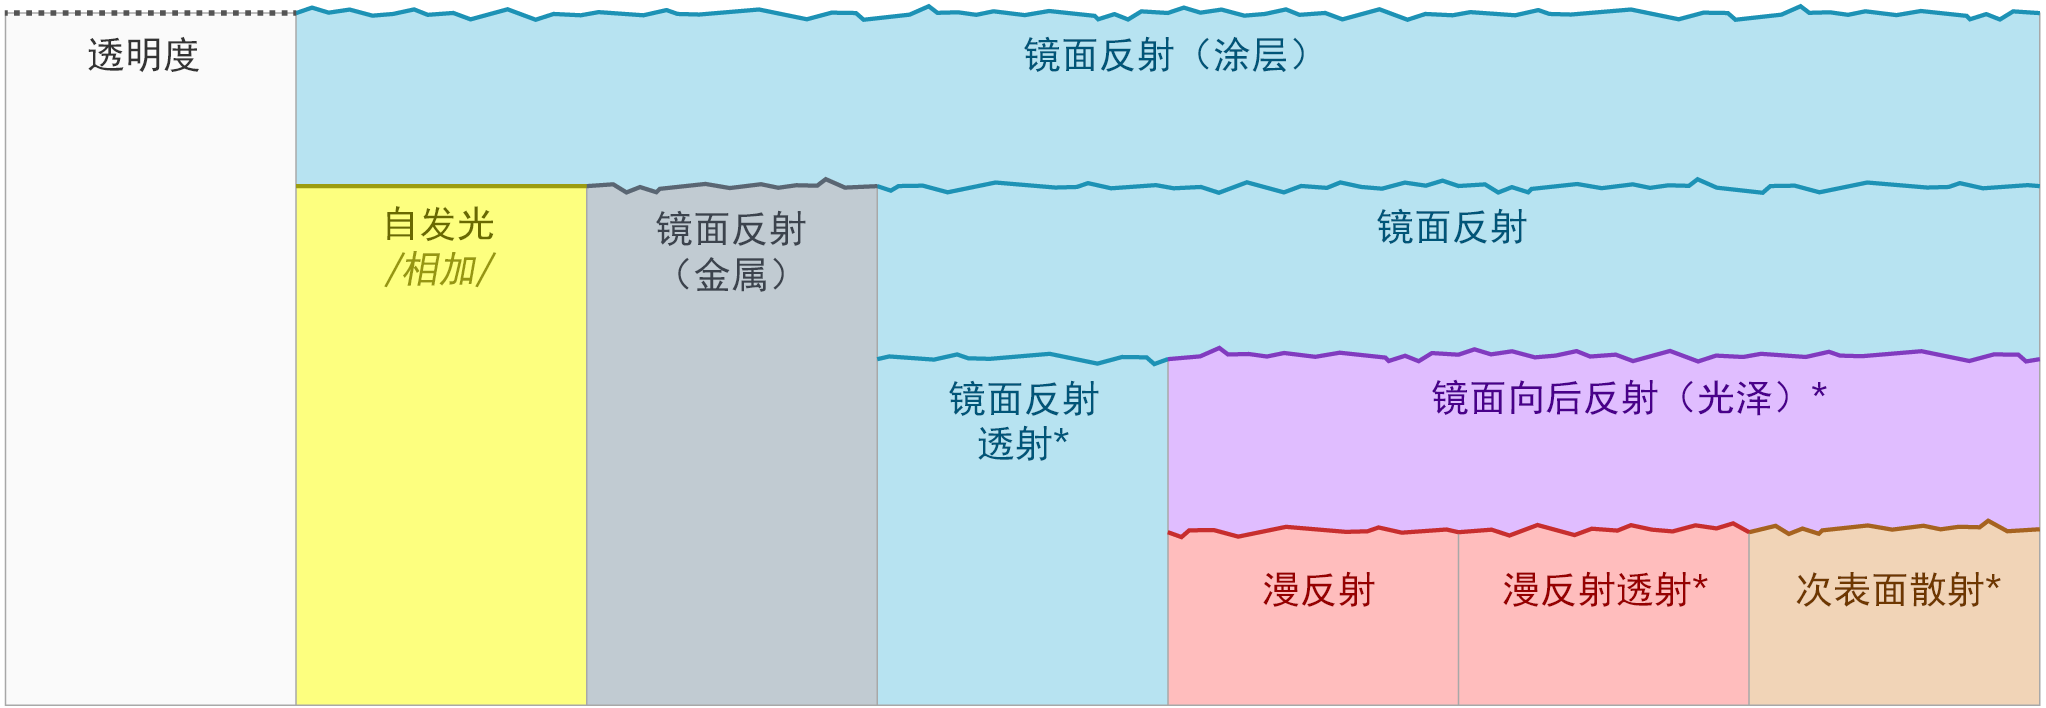 透明度
镜面反射（涂层）
自发光
/相加/
镜面反射
（金属）
镜面反射
镜面反射
透射*
镜面向后反射（光泽）*
漫反射
漫反射透射*
次表面散射*